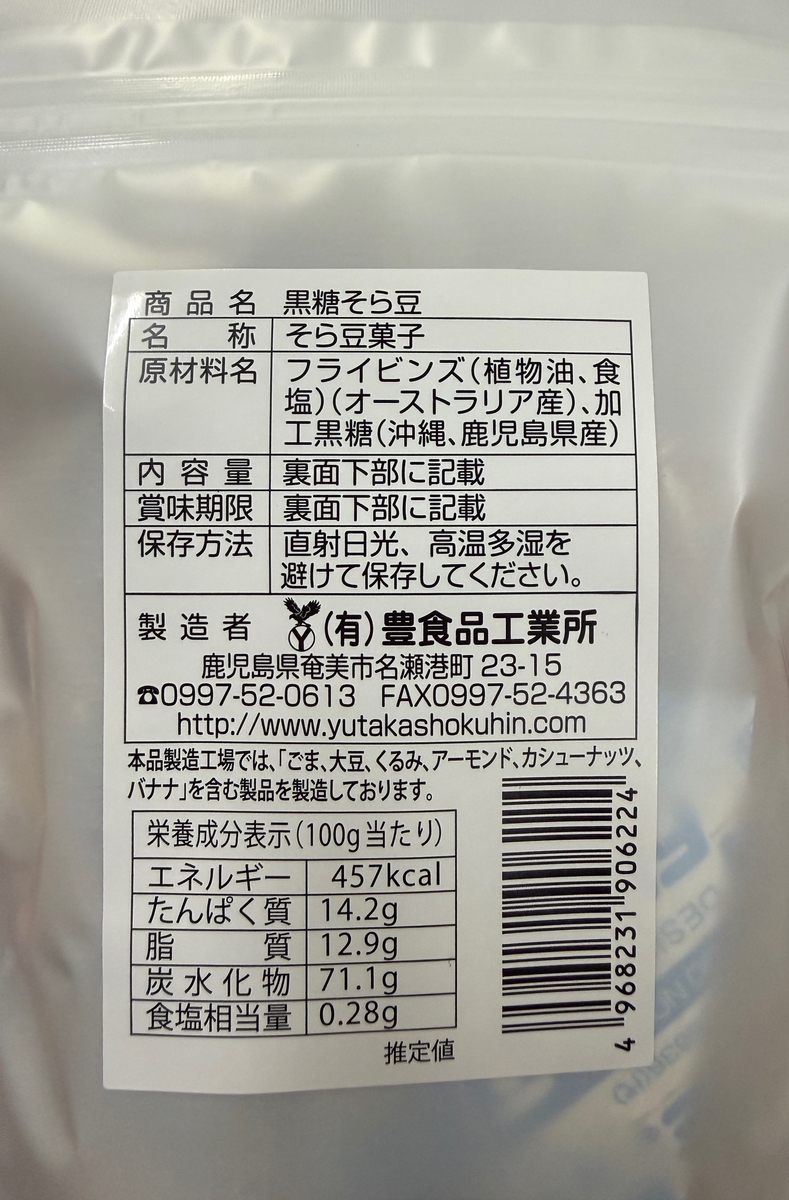 商品名 黒糖そら豆
名称 そら豆菓子
原材料名 フライビンズ(植物油、食
塩)(オーストラリア産)、加
工黒糖(沖縄、鹿児島県産)
内容量 裏面下部に記載
賞味期限 裏面下部に記載
保存方法 直射日光、高温多湿を
避けて保存してください。
製造者 (有)豊食品工業所
鹿児島県奄美市名瀬港町 23-15
☎0997-52-0613 FAX0997-52-4363
http://www.yutakashokuhin.com
本品製造工場では、「ごま、大豆、くるみ、アーモンド、カシューナッツ、
バナナ」を含む製品を製造しております。
栄養成分表示(100g当たり)
エネルギー 457kcal
たんぱく質 14.2g
脂質 12.9g
炭水化物 71.1g
食塩相当量 0.28g
推定値
4 968231 906224